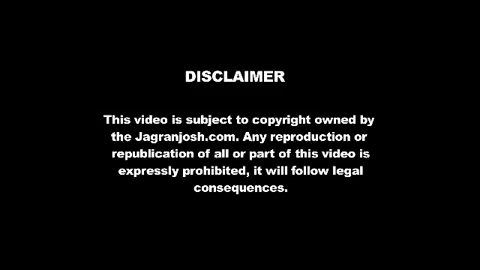 DISCLAIMER
This video is subject to copyright owned by
the Jagranjosh.com. Any reproduction or
republication of all or part of this video is
expressly prohibited, it will follow legal
consequences.